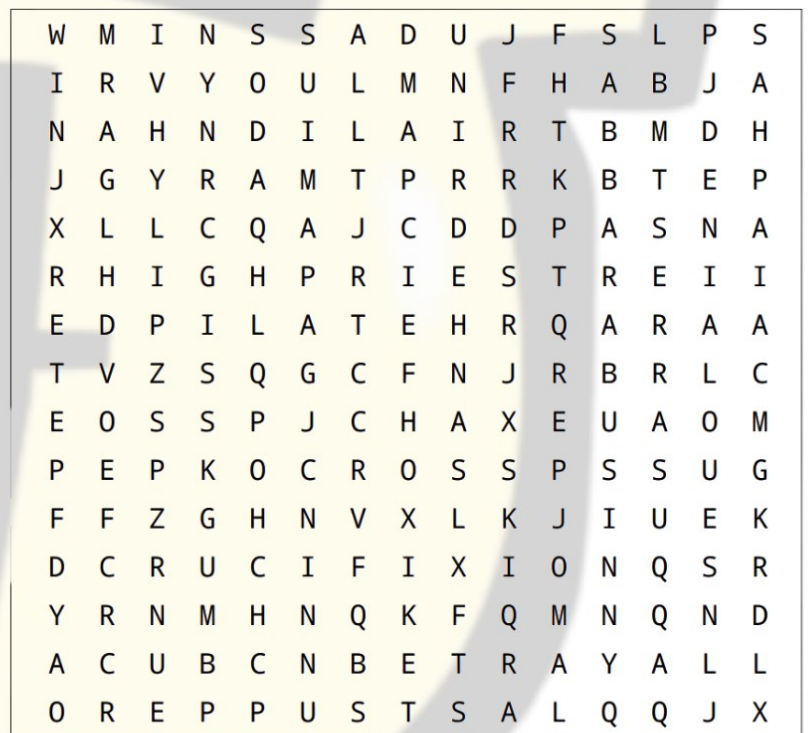 W M I N S S A D U J F S L P S
I R V Y O U L M N F H A B J A
N A H N D I L A I R T B M D H
J G Y R A M T P R R K B T E P
X L L C Q A J C D D P A S N A
R H I G H P R I E S T R E I I
E D P I L A T E H R Q A R A A
T V Z S Q G C F N J R B R L C
E O S S P J C H A X E U A O M
P E P K O C R O S S P S S U G
F F Z G H N V X L K J I U E K
D C R U C I F I X I O N Q S R
Y R N M H N Q K F Q M N Q N D
A C U B C N B E T R A Y A L L
O R E P P U S T S A L Q Q J X